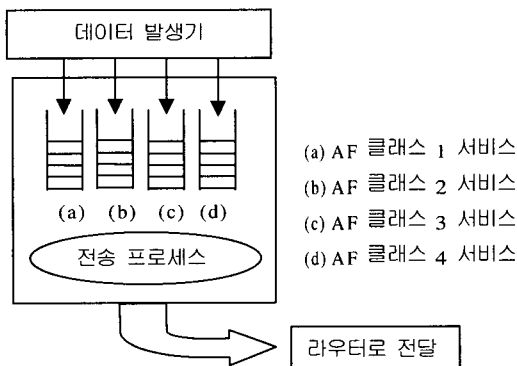 데이터 발생기
(a) (b) (c) (d)
전송 프로세스
(a) AF 클래스 1 서비스
(b) AF 클래스 2 서비스
(c) AF 클래스 3 서비스
(d) AF 클래스 4 서비스
라우터로 전달